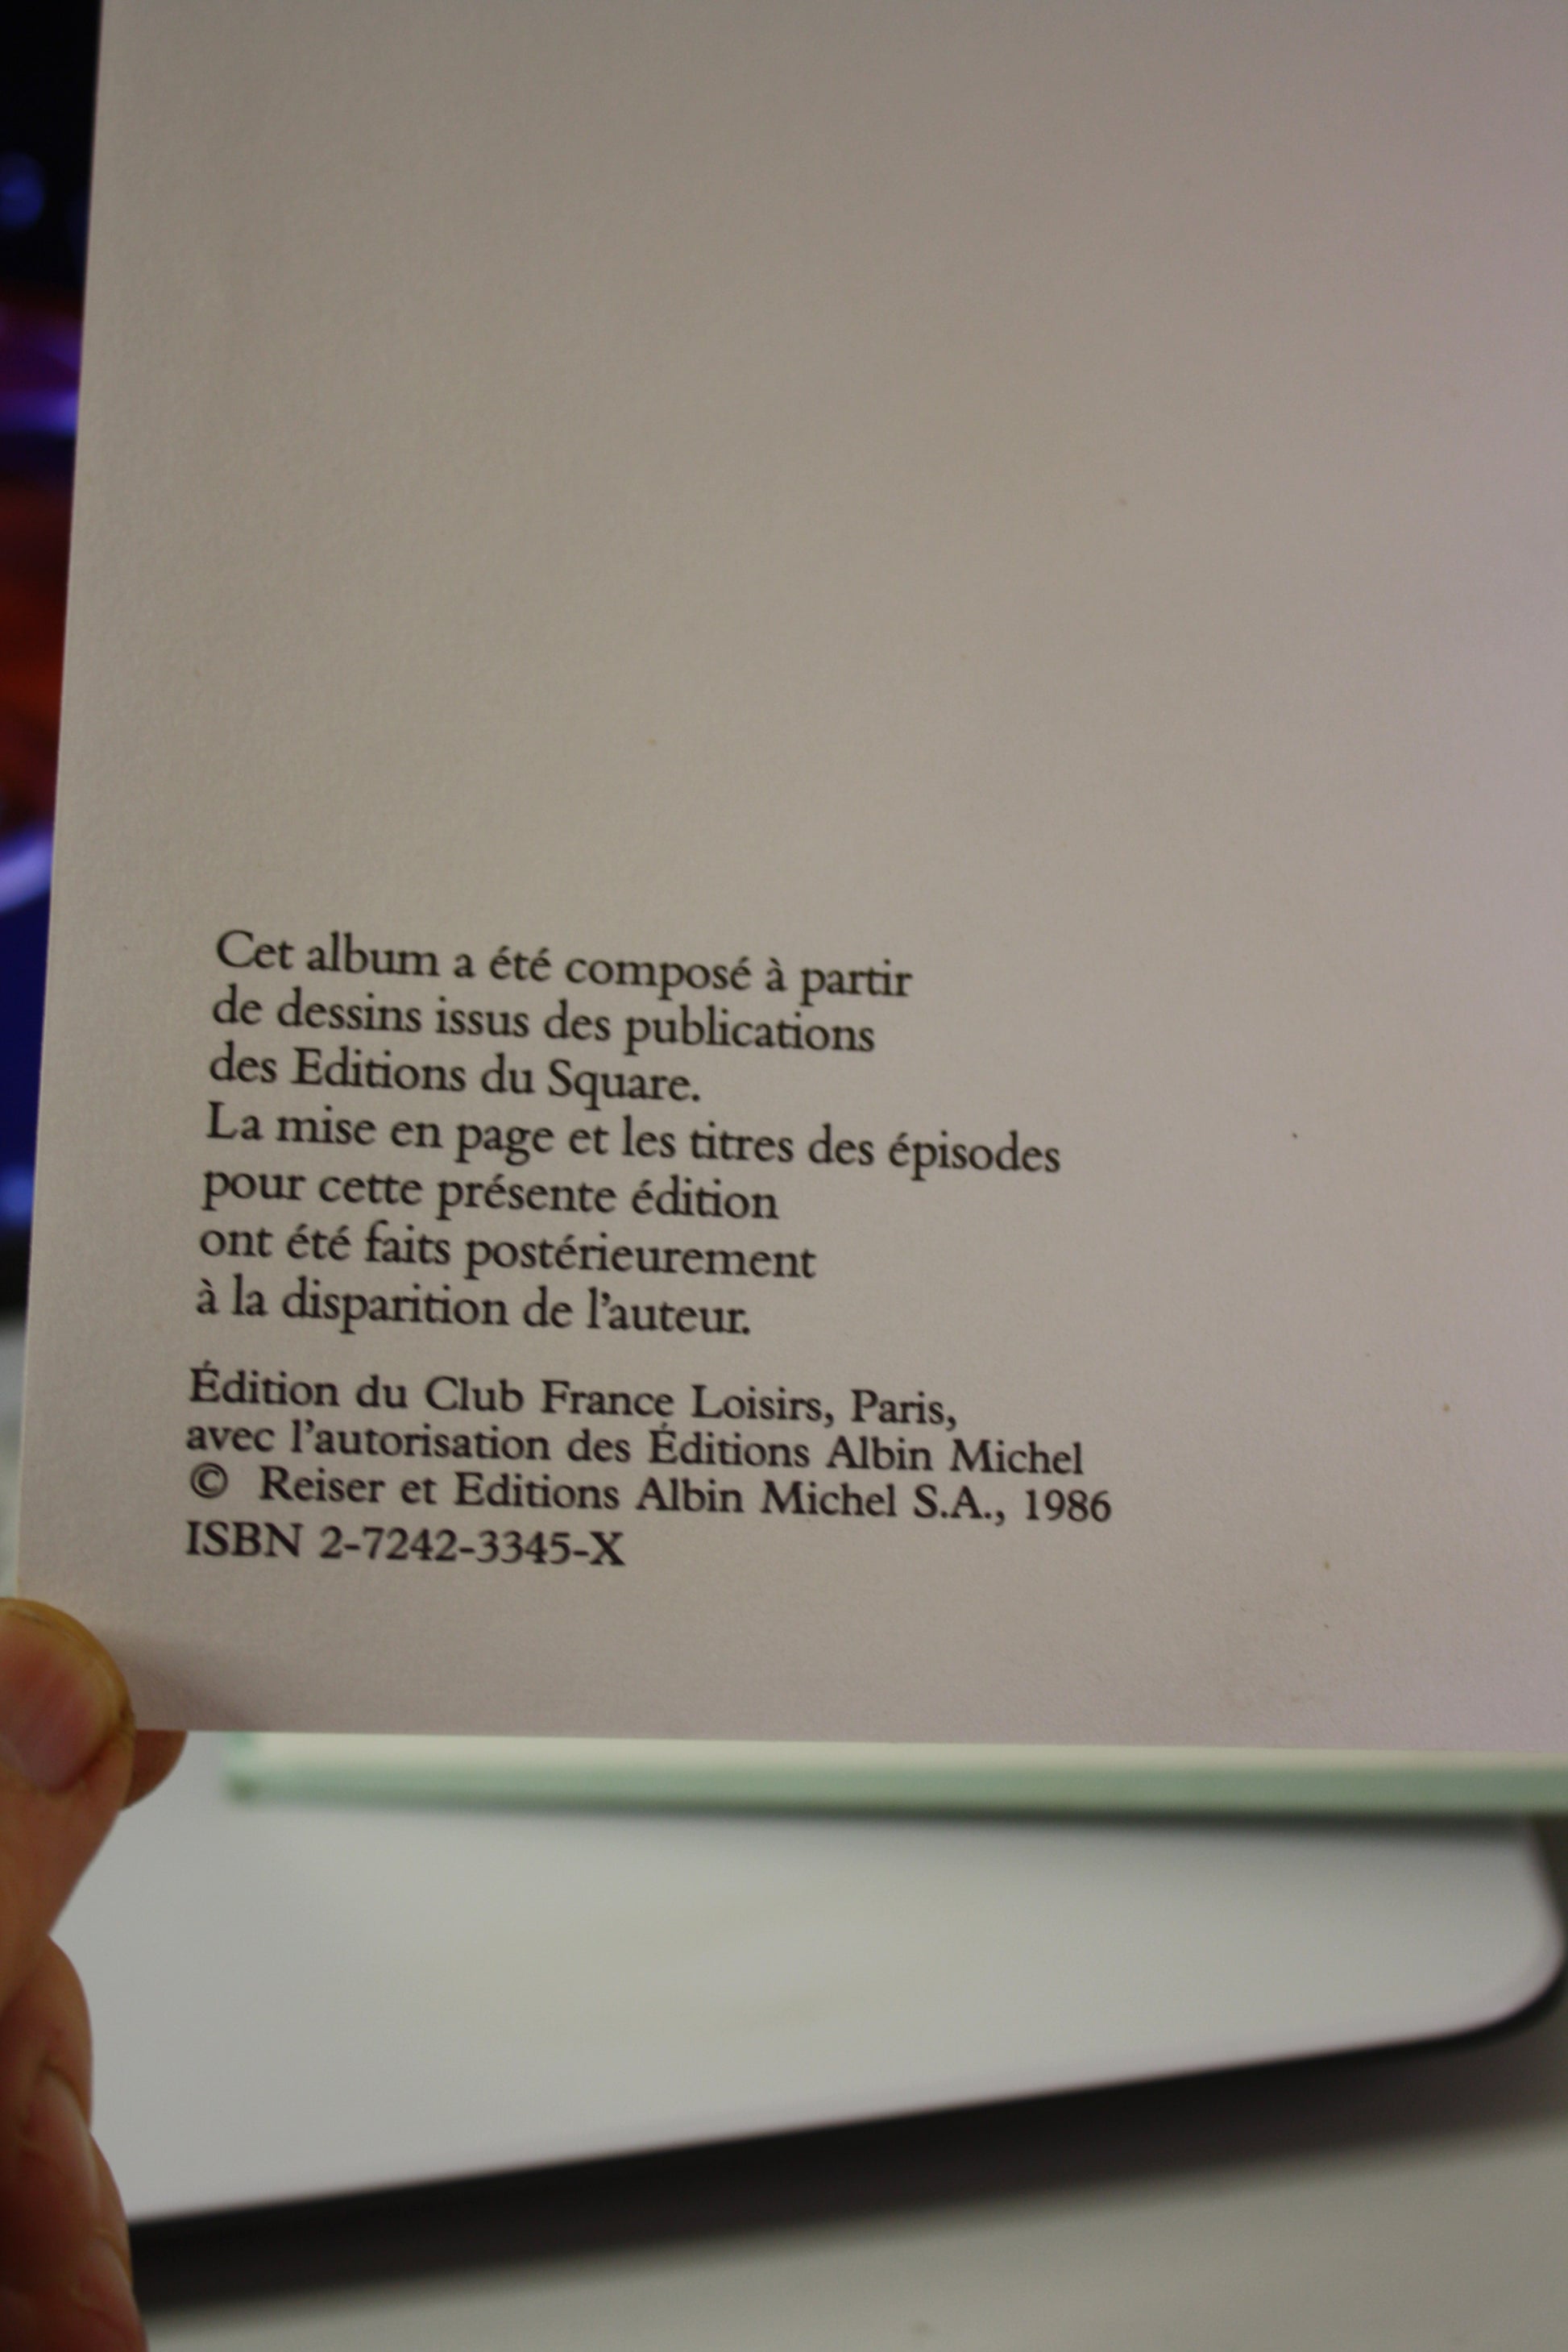 Cet album a été composé à partir
de dessins issus des publications
des Editions du Square.
La mise en page et les titres des épisodes
pour cette présente édition
ont été faits postérieurement
à la disparition de l'auteur.
Édition du Club France Loisirs, Paris,
avec l'autorisation des Éditions Albin Michel
© Reiser et Editions Albin Michel S.A., 1986
ISBN 2-7242-3345-X